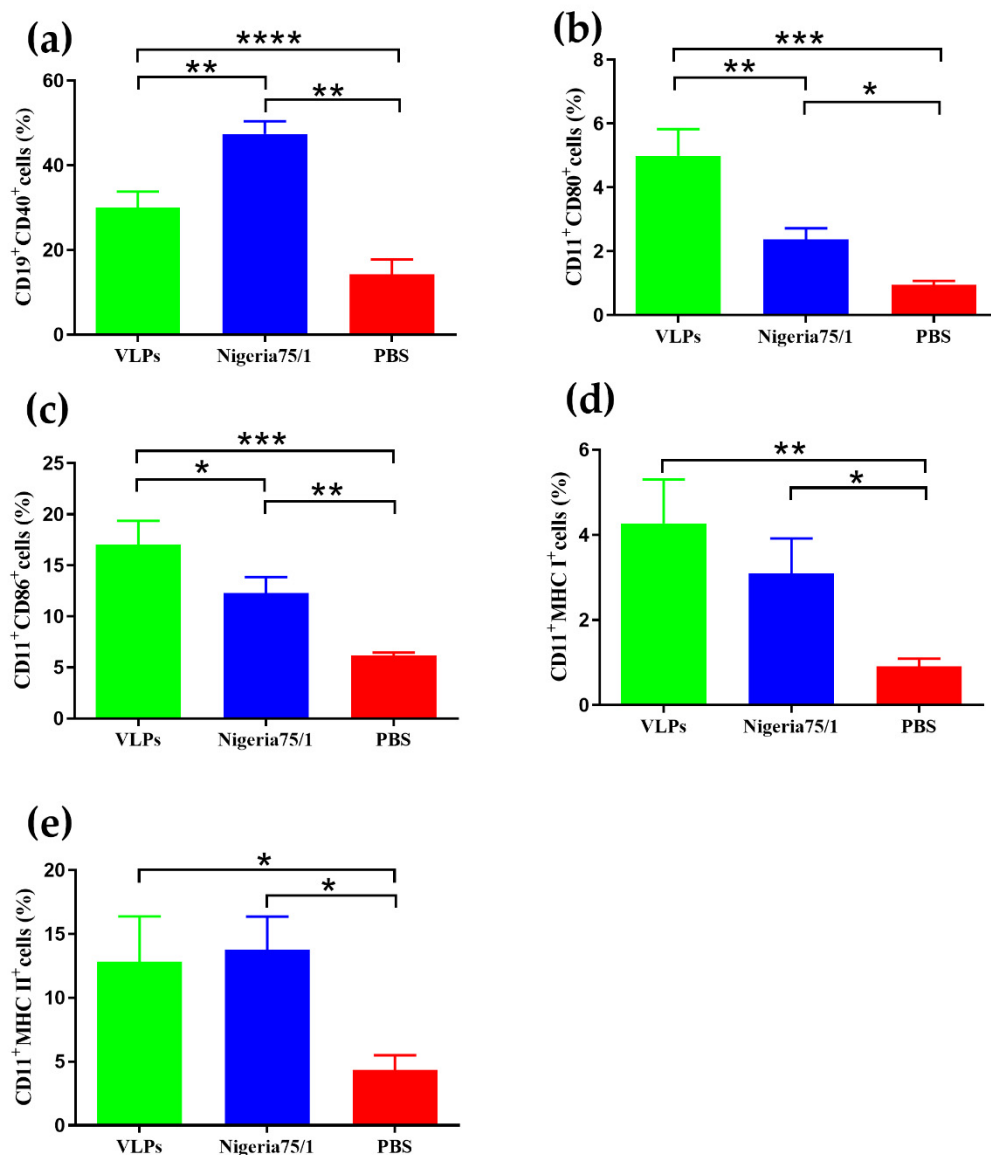 (a)
****
**
**
CD19+CD40+cells (%)
60
40
20
0
VLPs Nigeria75/1 PBS
(b)
***
**
*
CD11+CD80+cells (%)
8
6
4
2
0
VLPs Nigeria75/1 PBS
(c)
***
*
**
CD11+CD86+cells (%)
25
20
15
10
5
0
VLPs Nigeria75/1 PBS
(d)
**
*
CD11+MHC I+cells (%)
6
4
2
0
VLPs Nigeria75/1 PBS
(e)
*
*
CD11+MHC II+cells (%)
20
15
10
5
0
VLPs Nigeria75/1 PBS